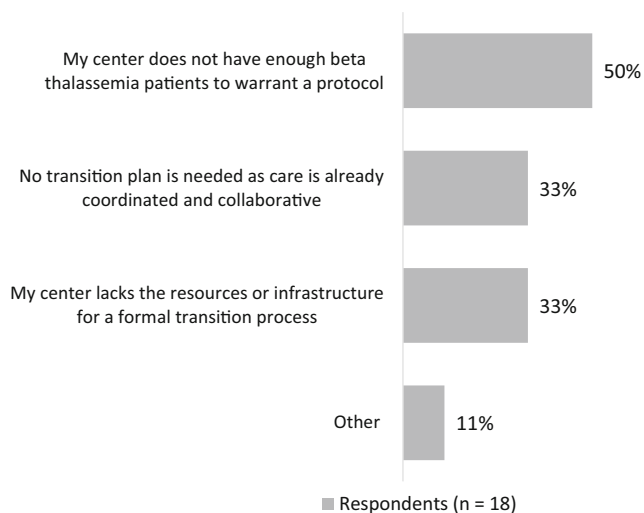 My center does not have enough beta
thalassemia patients to warrant a protocol
50%
No transition plan is needed as care is already
coordinated and collaborative
33%
My center lacks the resources or infrastructure
for a formal transition process
33%
Other
11%
Respondents (n = 18)